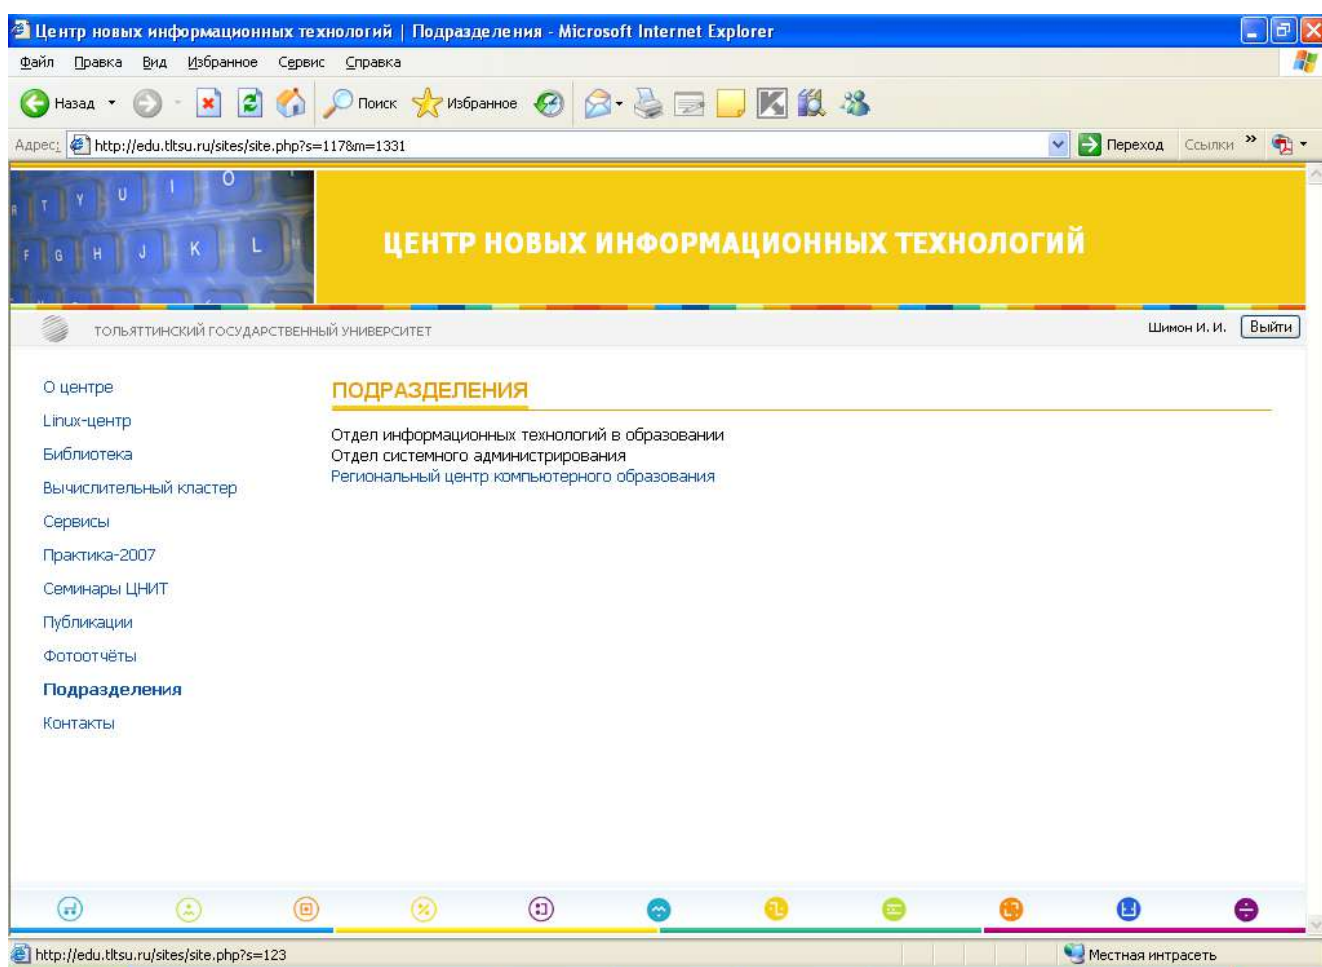 Центр новых информационных технологий | Подразделения - Microsoft Internet Explorer
Файл Правка Вид Избранное Сервис Справка
Назад Поиск Избранное
Адрес: http://edu.tltsu.ru/sites/site.php?s=117&m=1331 Переход Ссылки »
R T Y U I O
F G H J K L
ЦЕНТР НОВЫХ ИНФОРМАЦИОННЫХ ТЕХНОЛОГИЙ
ТОЛЬЯТТИНСКИЙ ГОСУДАРСТВЕННЫЙ УНИВЕРСИТЕТ
Шимон И. И. Выйти
О центре
Linux-центр
Библиотека
Вычислительный кластер
Сервисы
Практика-2007
Семинары ЦНИТ
Публикации
Фотоотчёты
Подразделения
Контакты
ПОДРАЗДЕЛЕНИЯ
Отдел информационных технологий в образовании
Отдел системного администрирования
Региональный центр компьютерного образования
http://edu.tltsu.ru/sites/site.php?s=123
Местная интрасеть